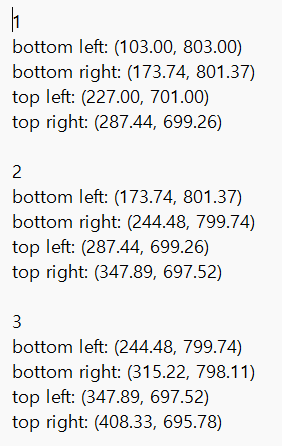 1
bottom left: (103.00, 803.00)
bottom right: (173.74, 801.37)
top left: (227.00, 701.00)
top right: (287.44, 699.26)

2
bottom left: (173.74, 801.37)
bottom right: (244.48, 799.74)
top left: (287.44, 699.26)
top right: (347.89, 697.52)

3
bottom left: (244.48, 799.74)
bottom right: (315.22, 798.11)
top left: (347.89, 697.52)
top right: (408.33, 695.78)